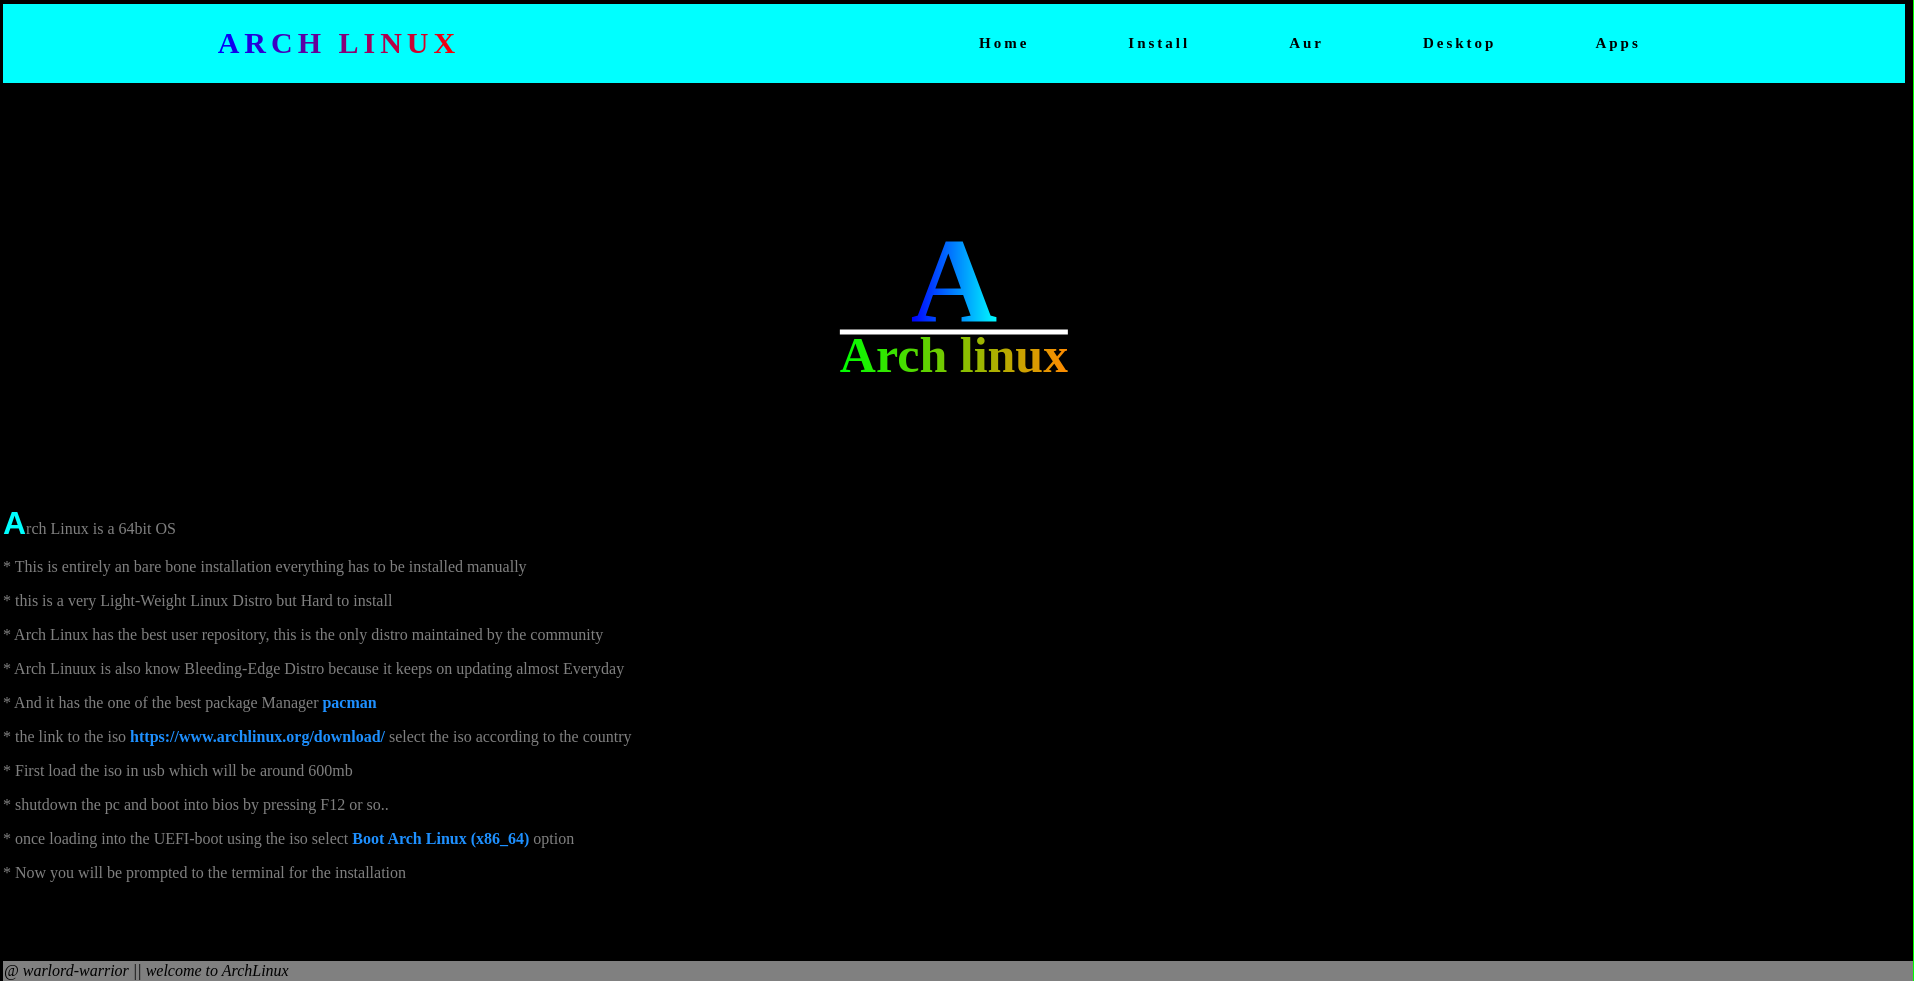 ARCH LINUX
Home Install Aur Desktop Apps
A
Arch linux
Arch Linux is a 64bit OS
* This is entirely an bare bone installation everything has to be installed manually
* this is a very Light-Weight Linux Distro but Hard to install
* Arch Linux has the best user repository, this is the only distro maintained by the community
* Arch Linuux is also know Bleeding-Edge Distro because it keeps on updating almost Everyday
* And it has the one of the best package Manager pacman
* the link to the iso https://www.archlinux.org/download/ select the iso according to the country
* First load the iso in usb which will be around 600mb
* shutdown the pc and boot into bios by pressing F12 or so..
* once loading into the UEFI-boot using the iso select Boot Arch Linux (x86_64) option
* Now you will be prompted to the terminal for the installation
@ warlord-warrior || welcome to ArchLinux